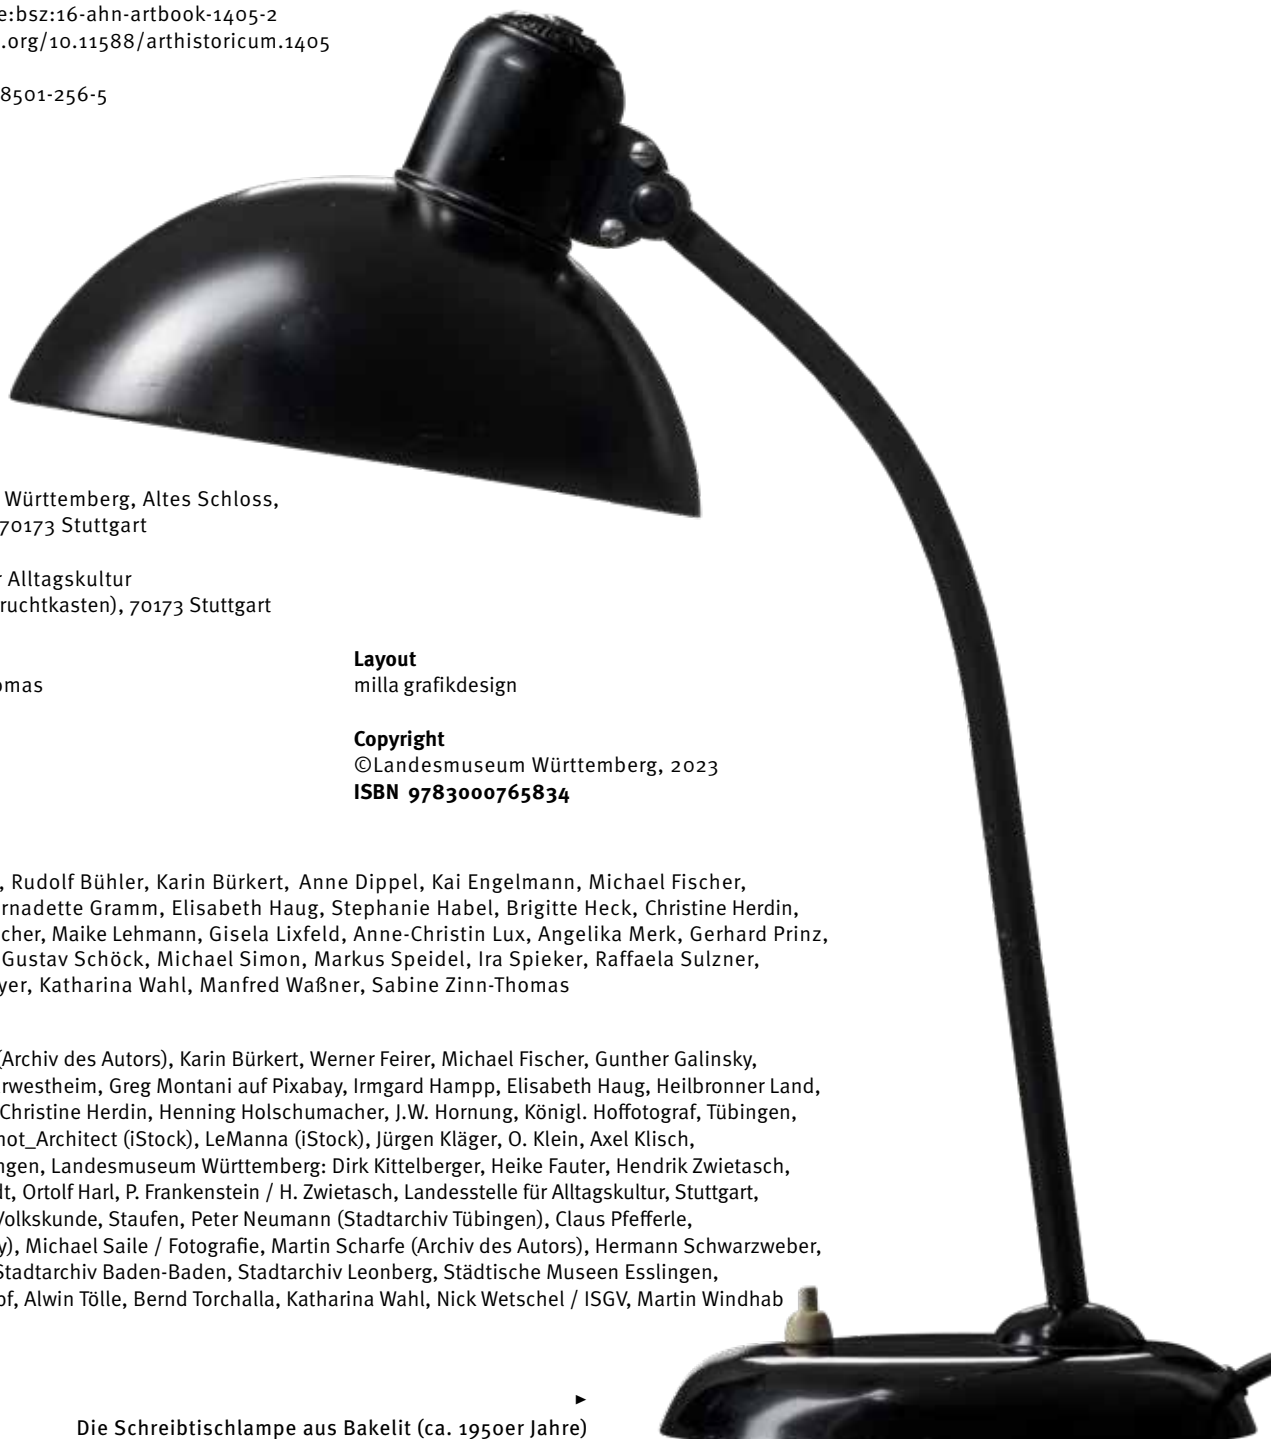 e:bsz:16-ahn-artbook-1405-2
.org/10.11588/arthistoricum.1405
8501-256-5
Württemberg, Altes Schloss,
70173 Stuttgart
r Alltagskultur
ruchtkasten), 70173 Stuttgart
omas
Layout
milla grafikdesign
Copyright
©Landesmuseum Württemberg, 2023
ISBN 9783000765834
, Rudolf Bühler, Karin Bürkert, Anne Dippel, Kai Engelmann, Michael Fischer,
rnadette Gramm, Elisabeth Haug, Stephanie Habel, Brigitte Heck, Christine Herdin,
cher, Maike Lehmann, Gisela Lixfeld, Anne-Christin Lux, Angelika Merk, Gerhard Prinz,
Gustav Schöck, Michael Simon, Markus Speidel, Ira Spieker, Raffaela Sulzner,
yer, Katharina Wahl, Manfred Waßner, Sabine Zinn-Thomas
(Archiv des Autors), Karin Bürkert, Werner Feirer, Michael Fischer, Gunther Galinsky,
rwestheim, Greg Montani auf Pixabay, Irmgard Hampp, Elisabeth Haug, Heilbronner Land,
Christine Herdin, Henning Holschumacher, J.W. Hornung, Königl. Hoffotograf, Tübingen,
not_Architect (iStock), LeManna (iStock), Jürgen Kläger, O. Klein, Axel Klisch,
ngen, Landesmuseum Württemberg: Dirk Kittelberger, Heike Fauter, Hendrik Zwietasch,
dt, Ortolf Harl, P. Frankenstein / H. Zwietasch, Landesstelle für Alltagskultur, Stuttgart,
Volkskunde, Staufen, Peter Neumann (Stadtarchiv Tübingen), Claus Pfefferle,
y), Michael Saile / Fotografie, Martin Scharfe (Archiv des Autors), Hermann Schwarzweber,
Stadtarchiv Baden-Baden, Stadtarchiv Leonberg, Städtische Museen Esslingen,
pf, Alwin Tölle, Bernd Torchalla, Katharina Wahl, Nick Wetschel / ISGV, Martin Windhab
►
Die Schreibtischlampe aus Bakelit (ca. 1950er Jahre)